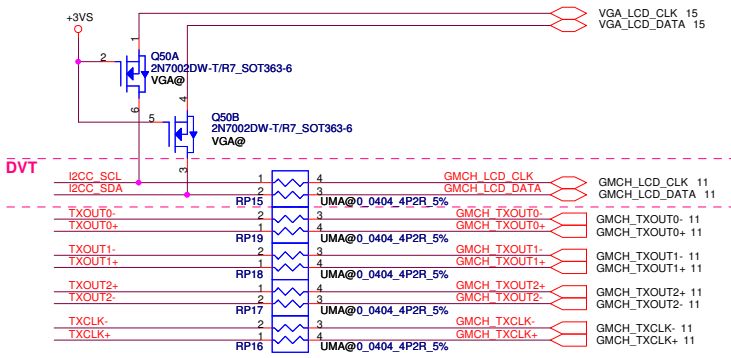 VGA_LCD_CLK 15
VGA_LCD_DATA 15
+3VS
1
Q50A
2N7002DW-T/R7_SOT363-6
VGA@
2
6
4
Q50B
2N7002DW-T/R7_SOT363-6
VGA@
5
3
DVT
I2CC_SCL 1 4 GMCH_LCD_CLK GMCH_LCD_CLK 11
I2CC_SDA 2 3 GMCH_LCD_DATA GMCH_LCD_DATA 11
RP15 UMA@0_0404_4P2R_5%
TXOUT0- 2 3 GMCH_TXOUT0- GMCH_TXOUT0- 11
TXOUT0+ 1 4 GMCH_TXOUT0+ GMCH_TXOUT0+ 11
RP19 UMA@0_0404_4P2R_5%
TXOUT1- 2 3 GMCH_TXOUT1- GMCH_TXOUT1- 11
TXOUT1+ 1 4 GMCH_TXOUT1+ GMCH_TXOUT1+ 11
RP18 UMA@0_0404_4P2R_5%
TXOUT2+ 1 4 GMCH_TXOUT2+ GMCH_TXOUT2+ 11
TXOUT2- 2 3 GMCH_TXOUT2- GMCH_TXOUT2- 11
RP17 UMA@0_0404_4P2R_5%
TXCLK- 2 3 GMCH_TXCLK- GMCH_TXCLK- 11
TXCLK+ 1 4 GMCH_TXCLK+ GMCH_TXCLK+ 11
RP16 UMA@0_0404_4P2R_5%